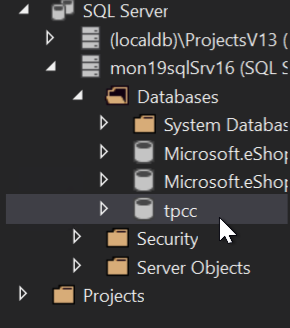 SQL Server
(localdb)\ProjectsV13 (
mon19sqlSrv16 (SQL S
Databases
System Databas
Microsoft.eShop
Microsoft.eShop
tpcc
Security
Server Objects
Projects